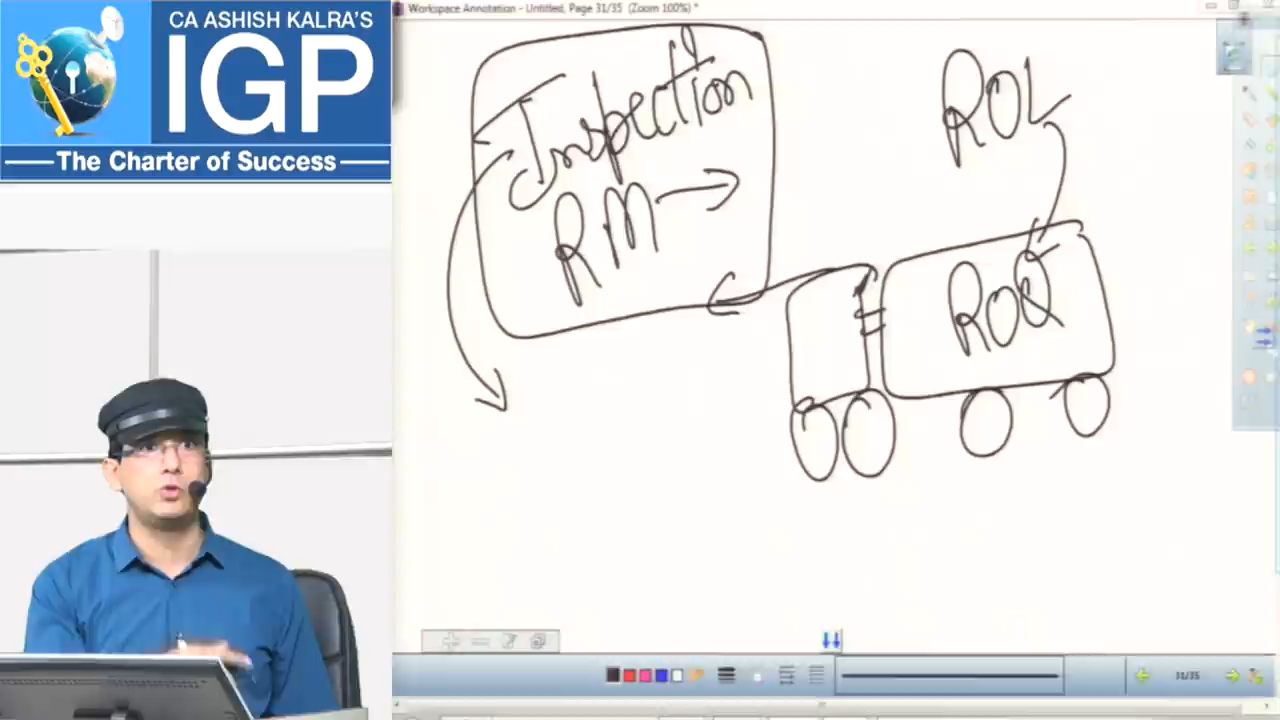 CA ASHISH KALRA'S
IGP
The Charter of Success
Workspace Annotation - Untitled, Page 31/35 (Zoom 100%) *
Inspection
RM →
ROL
ROQ
31/35